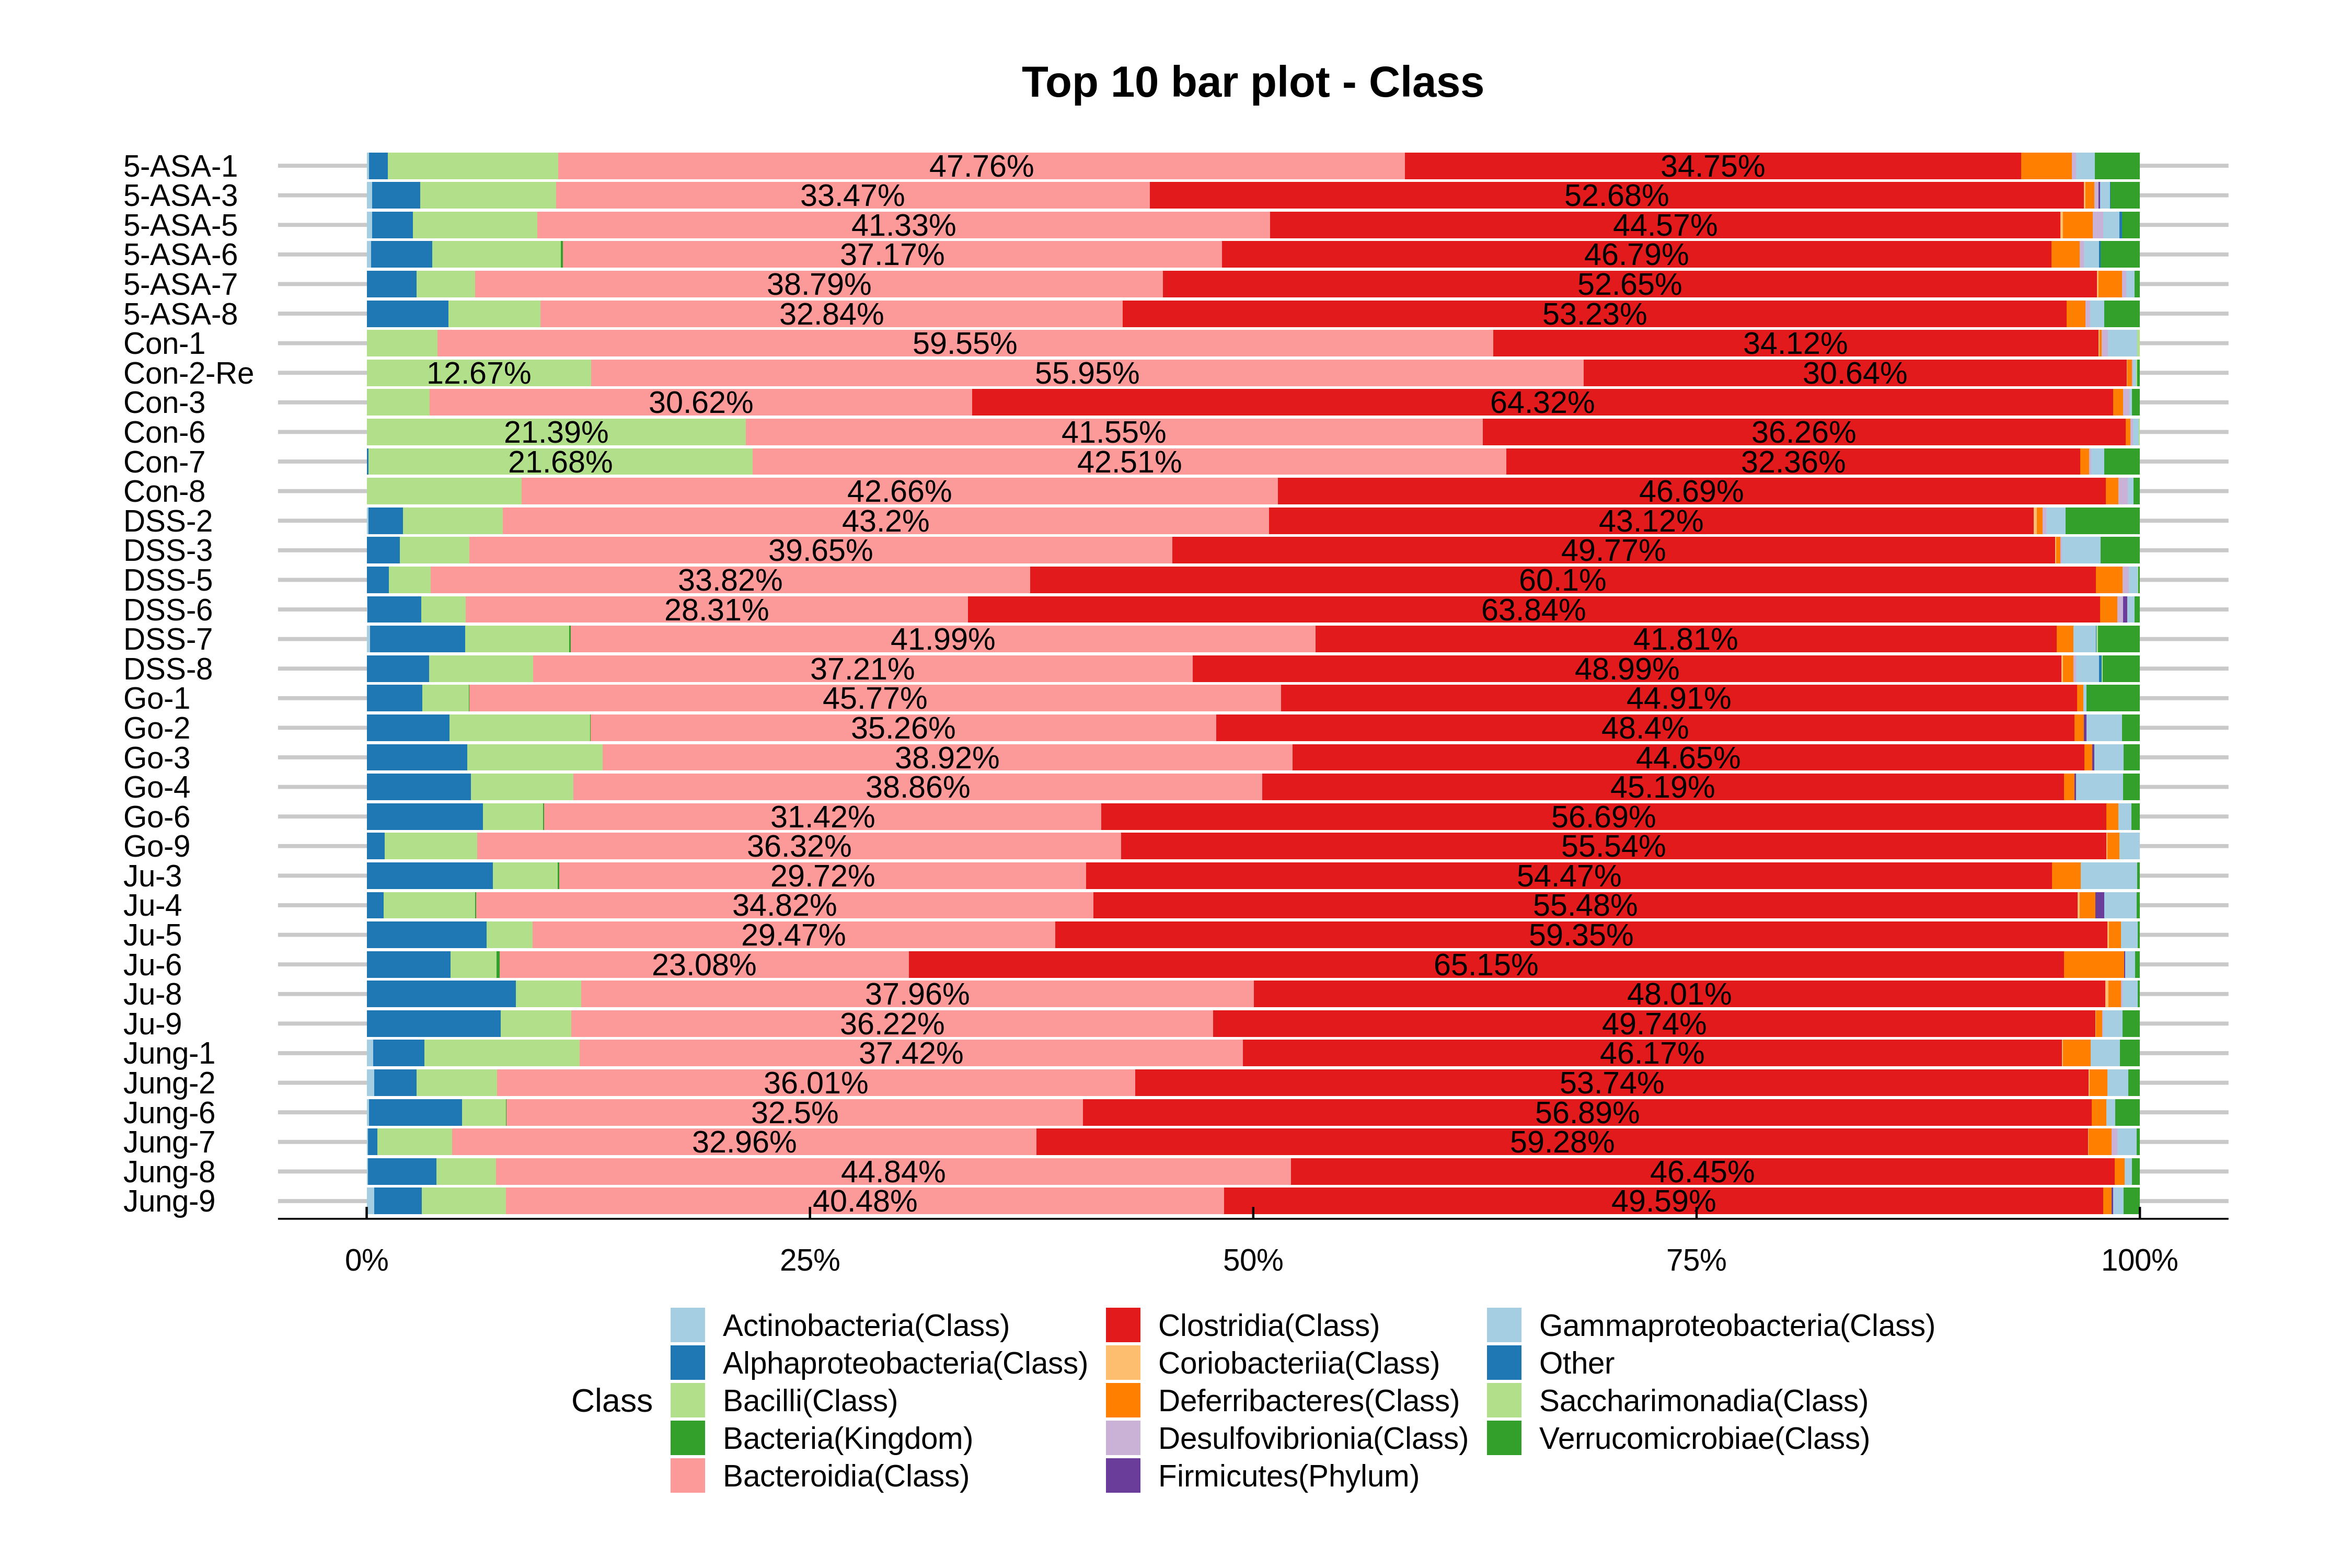 Top 10 bar plot - Class
5-ASA-1 47.76% 34.75%
5-ASA-3 33.47% 52.68%
5-ASA-5 41.33% 44.57%
5-ASA-6 37.17% 46.79%
5-ASA-7 38.79% 52.65%
5-ASA-8 32.84% 53.23%
Con-1 59.55% 34.12%
Con-2-Re 12.67% 55.95% 30.64%
Con-3 30.62% 64.32%
Con-6 21.39% 41.55% 36.26%
Con-7 21.68% 42.51% 32.36%
Con-8 42.66% 46.69%
DSS-2 43.2% 43.12%
DSS-3 39.65% 49.77%
DSS-5 33.82% 60.1%
DSS-6 28.31% 63.84%
DSS-7 41.99% 41.81%
DSS-8 37.21% 48.99%
Go-1 45.77% 44.91%
Go-2 35.26% 48.4%
Go-3 38.92% 44.65%
Go-4 38.86% 45.19%
Go-6 31.42% 56.69%
Go-9 36.32% 55.54%
Ju-3 29.72% 54.47%
Ju-4 34.82% 55.48%
Ju-5 29.47% 59.35%
Ju-6 23.08% 65.15%
Ju-8 37.96% 48.01%
Ju-9 36.22% 49.74%
Jung-1 37.42% 46.17%
Jung-2 36.01% 53.74%
Jung-6 32.5% 56.89%
Jung-7 32.96% 59.28%
Jung-8 44.84% 46.45%
Jung-9 40.48% 49.59%
0% 25% 50% 75% 100%
Class
Actinobacteria(Class)
Alphaproteobacteria(Class)
Bacilli(Class)
Bacteria(Kingdom)
Bacteroidia(Class)
Clostridia(Class)
Coriobacteriia(Class)
Deferribacteres(Class)
Desulfovibrionia(Class)
Firmicutes(Phylum)
Gammaproteobacteria(Class)
Other
Saccharimonadia(Class)
Verrucomicrobiae(Class)